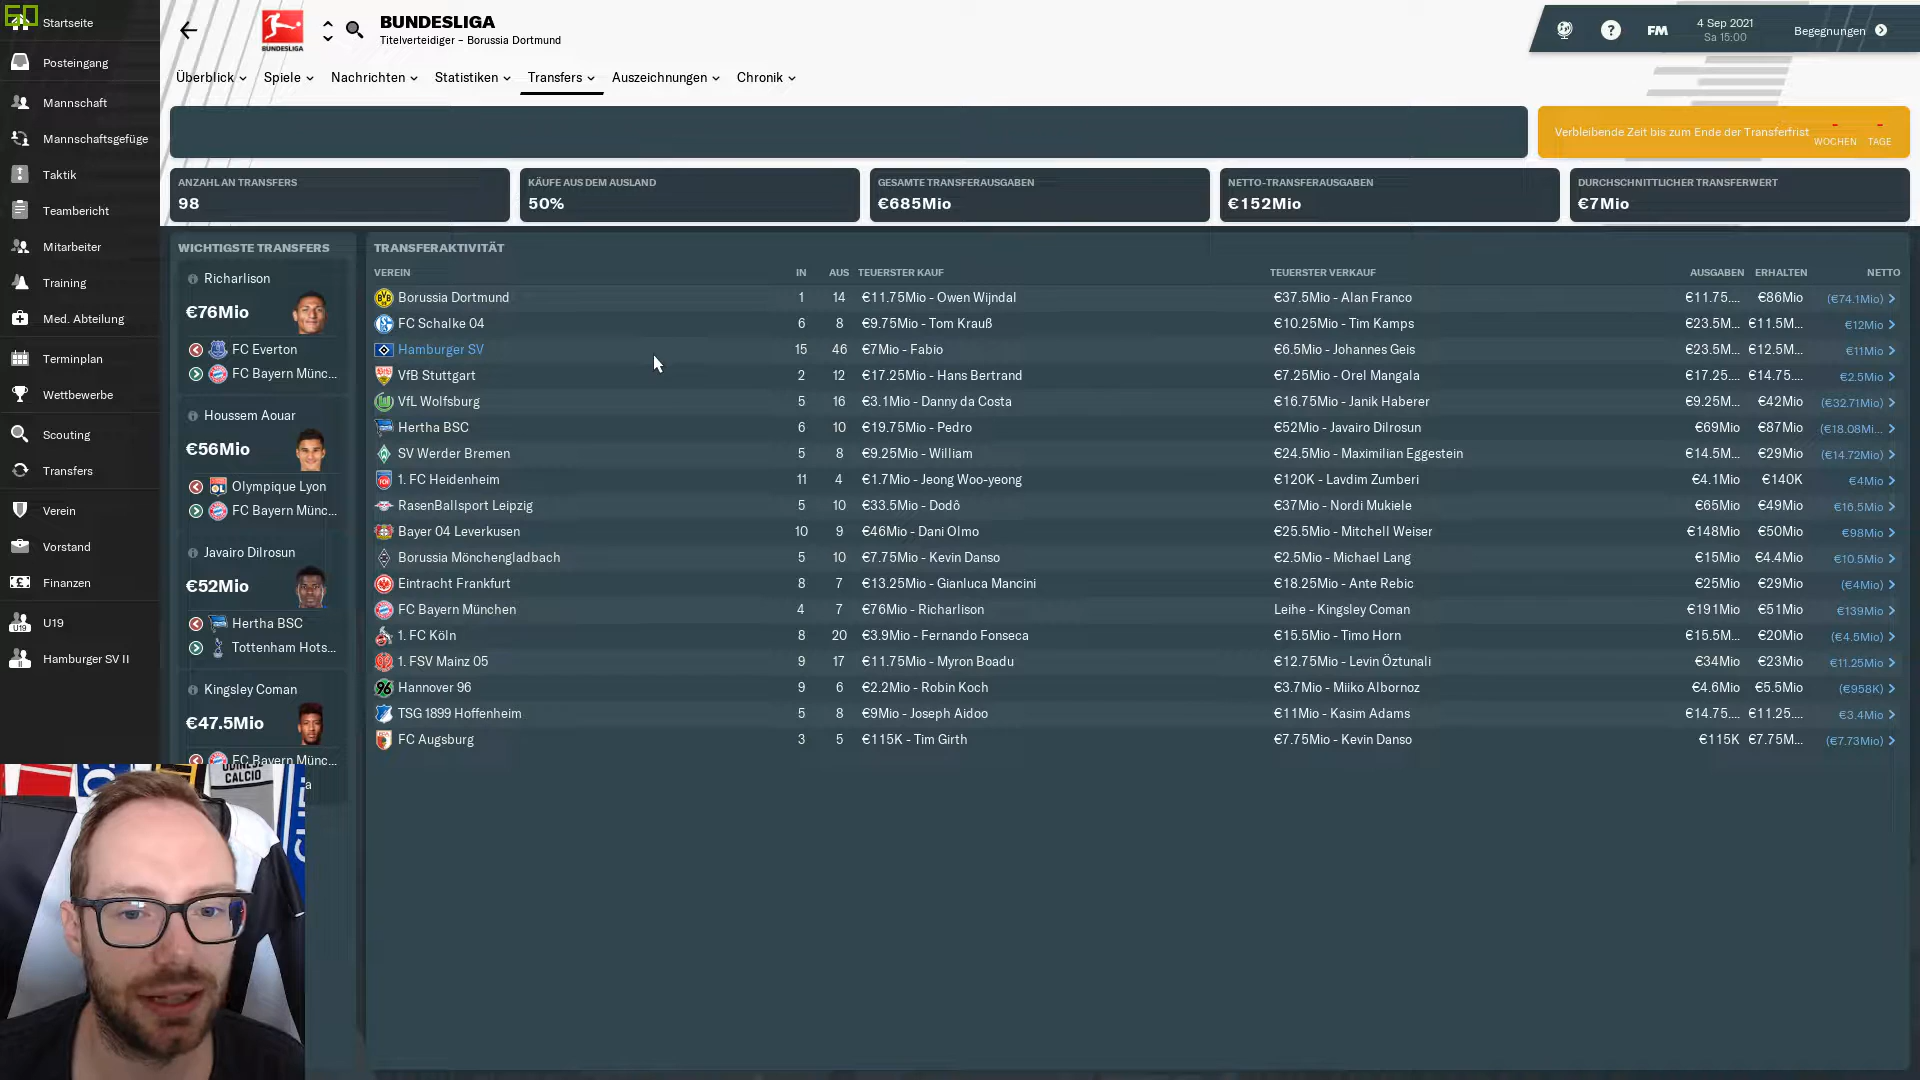 60
Startseite
Posteingang
Mannschaft
Mannschaftsgefüge
Taktik
Teambericht
Mitarbeiter
Training
Med. Abteilung
Terminplan
Wettbewerbe
Scouting
Transfers
Verein
Vorstand
Finanzen
U19
U19
Hamburger SV II
BUNDESLIGA
BUNDESLIGA
Titelverteidiger – Borussia Dortmund
? FM
4 Sep 2021
Sa 15:00
Begegnungen
Überblick Spiele Nachrichten Statistiken Transfers Auszeichnungen Chronik
Verbleibende Zeit bis zum Ende der Transferfrist
- -
WOCHEN TAGE
ANZAHL AN TRANSFERS
98
KÄUFE AUS DEM AUSLAND
50%
GESAMTE TRANSFERAUSGABEN
€685Mio
NETTO-TRANSFERAUSGABEN
€152Mio
DURCHSCHNITTLICHER TRANSFERWERT
€7Mio
WICHTIGSTE TRANSFERS
Richarlison
€76Mio
FC Everton
FC Bayern Münc...
Houssem Aouar
€56Mio
Olympique Lyon
FC Bayern Münc...
Javairo Dilrosun
€52Mio
Hertha BSC
Tottenham Hots...
Kingsley Coman
€47.5Mio
FC Bayern Münc...
TRANSFERAKTIVITÄT
VEREIN IN AUS TEUERSTER KAUF TEUERSTER VERKAUF AUSGABEN ERHALTEN NETTO
Borussia Dortmund 1 14 €11.75Mio - Owen Wijndal €37.5Mio - Alan Franco €11.75.... €86Mio (€74.1Mio)
FC Schalke 04 6 8 €9.75Mio - Tom Krauß €10.25Mio - Tim Kamps €23.5M... €11.5M... €12Mio
Hamburger SV 15 46 €7Mio - Fabio €6.5Mio - Johannes Geis €23.5M... €12.5M... €11Mio
VfB Stuttgart 2 12 €17.25Mio - Hans Bertrand €7.25Mio - Orel Mangala €17.25.... €14.75.... €2.5Mio
VfL Wolfsburg 5 16 €3.1Mio - Danny da Costa €16.75Mio - Janik Haberer €9.25M... €42Mio (€32.71Mio)
Hertha BSC 6 10 €19.75Mio - Pedro €52Mio - Javairo Dilrosun €69Mio €87Mio (€18.08Mi...
SV Werder Bremen 5 8 €9.25Mio - William €24.5Mio - Maximilian Eggestein €14.5M... €29Mio (€14.72Mio)
1. FC Heidenheim 11 4 €1.7Mio - Jeong Woo-yeong €120K - Lavdim Zumberi €4.1Mio €140K €4Mio
RasenBallsport Leipzig 5 10 €33.5Mio - Dodô €37Mio - Nordi Mukiele €65Mio €49Mio €16.5Mio
Bayer 04 Leverkusen 10 9 €46Mio - Dani Olmo €25.5Mio - Mitchell Weiser €148Mio €50Mio €98Mio
Borussia Mönchengladbach 5 10 €7.75Mio - Kevin Danso €2.5Mio - Michael Lang €15Mio €4.4Mio €10.5Mio
Eintracht Frankfurt 8 7 €13.25Mio - Gianluca Mancini €18.25Mio - Ante Rebic €25Mio €29Mio (€4Mio)
FC Bayern München 4 7 €76Mio - Richarlison Leihe - Kingsley Coman €191Mio €51Mio €139Mio
1. FC Köln 8 20 €3.9Mio - Fernando Fonseca €15.5Mio - Timo Horn €15.5M... €20Mio (€4.5Mio)
1. FSV Mainz 05 9 17 €11.75Mio - Myron Boadu €12.75Mio - Levin Öztunali €34Mio €23Mio €11.25Mio
Hannover 96 9 6 €2.2Mio - Robin Koch €3.7Mio - Miiko Albornoz €4.6Mio €5.5Mio (€958K)
TSG 1899 Hoffenheim 5 8 €9Mio - Joseph Aidoo €11Mio - Kasim Adams €14.75.... €11.25.... €3.4Mio
FC Augsburg 3 5 €115K - Tim Girth €7.75Mio - Kevin Danso €115K €7.75M... (€7.73Mio)
UDINESE
CALCIO